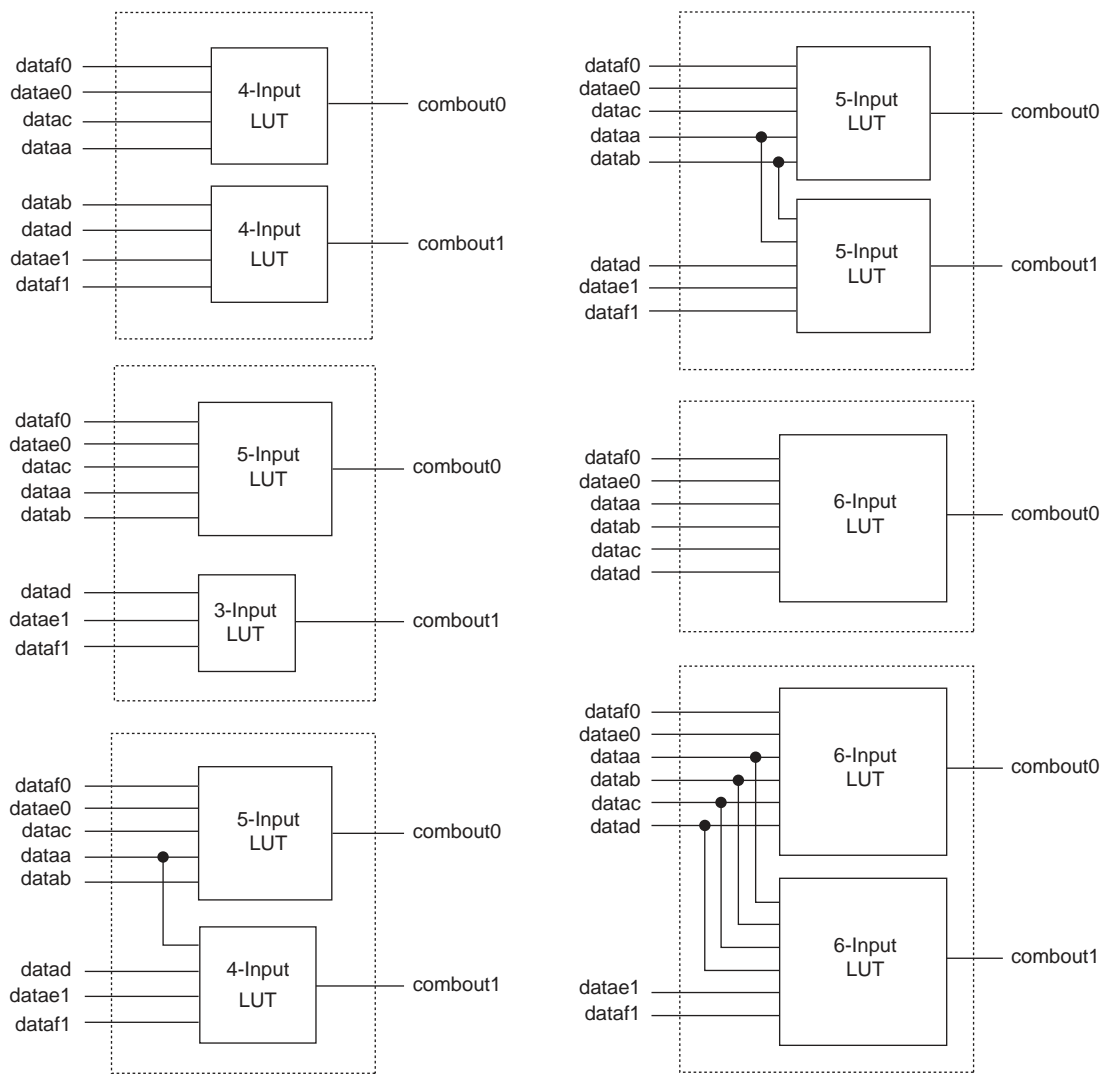 dataf0
datae0
datac
dataa
4-Input
LUT
combout0
datab
datad
datae1
dataf1
4-Input
LUT
combout1
dataf0
datae0
datac
dataa
datab
5-Input
LUT
combout0
datad
datae1
dataf1
3-Input
LUT
combout1
dataf0
datae0
datac
dataa
datab
5-Input
LUT
combout0
datad
datae1
dataf1
4-Input
LUT
combout1
dataf0
datae0
datac
dataa
datab
5-Input
LUT
combout0
datad
datae1
dataf1
5-Input
LUT
combout1
dataf0
datae0
dataa
datab
datac
datad
6-Input
LUT
combout0
dataf0
datae0
dataa
datab
datac
datad
6-Input
LUT
combout0
datae1
dataf1
6-Input
LUT
combout1